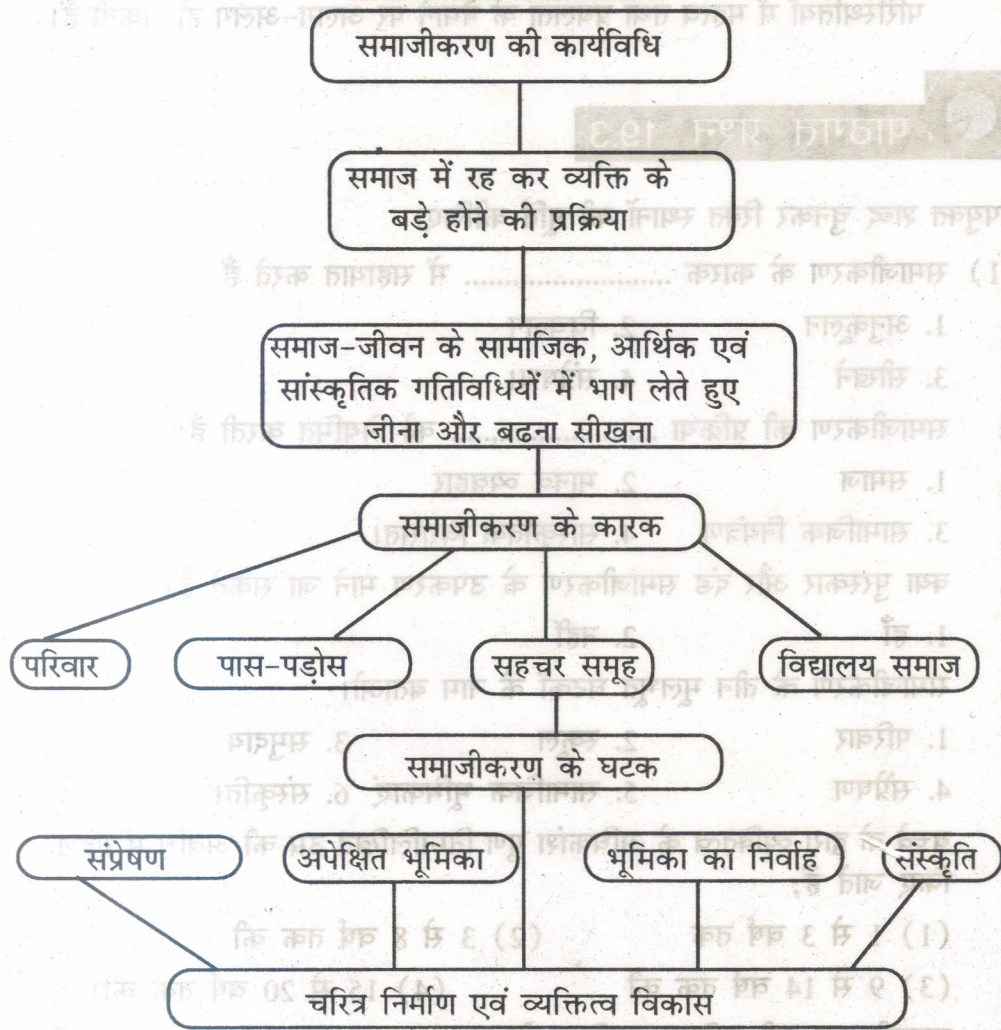 समाजीकरण की कार्यविधि
समाज में रह कर व्यक्ति के
बड़े होने की प्रक्रिया
समाज-जीवन के सामाजिक, आर्थिक एवं
सांस्कृतिक गतिविधियों में भाग लेते हुए
जीना और बढ़ना सीखना
समाजीकरण के कारक
परिवार
पास-पड़ोस
सहचर समूह
विद्यालय समाज
समाजीकरण के घटक
संप्रेषण
अपेक्षित भूमिका
भूमिका का निर्वाह
संस्कृति
चरित्र निर्माण एवं व्यक्तित्व विकास